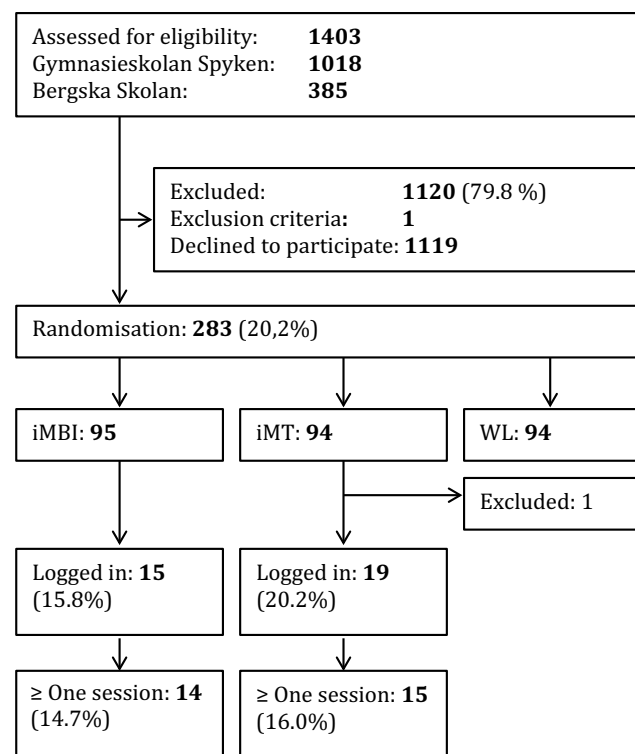 Assessed for eligibility: 1403
Gymnasieskolan Spyken: 1018
Bergska Skolan: 385
Excluded: 1120 (79.8 %)
Exclusion criteria: 1
Declined to participate: 1119
Randomisation: 283 (20,2%)
iMBI: 95
iMT: 94
WL: 94
Excluded: 1
Logged in: 15
(15.8%)
Logged in: 19
(20.2%)
≥ One session: 14
(14.7%)
≥ One session: 15
(16.0%)